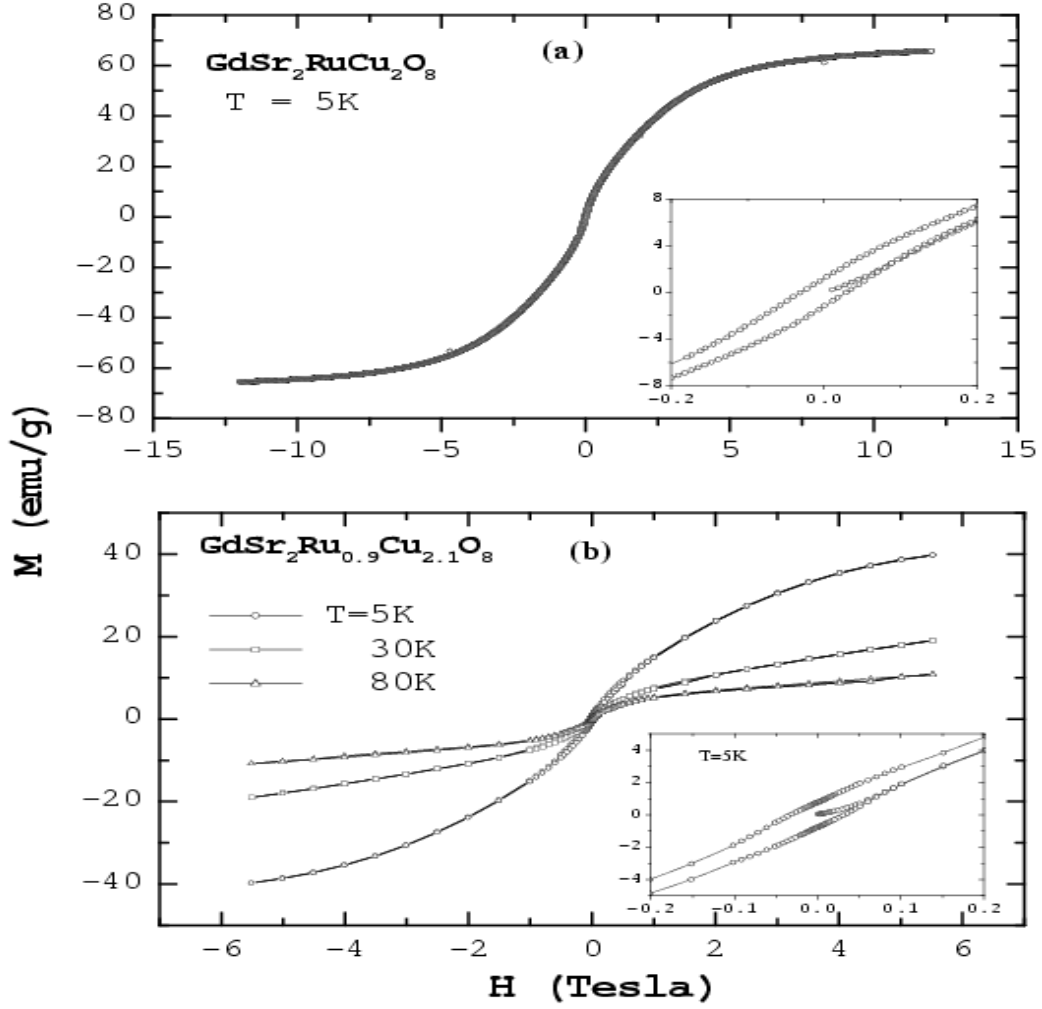 M (emu/g)
80
60
40
20
0
−20
−40
−60
−80
GdSr2RuCu2O8
T = 5K
(a)
8
4
0
−4
−8
−0.2 0.0 0.2
−15 −10 −5 0 5 10 15
40
20
0
−20
−40
GdSr2Ru0.9Cu2.1O8
(b)
T=5K
30K
80K
T=5K
4
2
0
−2
−4
−0.2 −0.1 0.0 0.1 0.2
−6 −4 −2 0 2 4 6
H (Tesla)